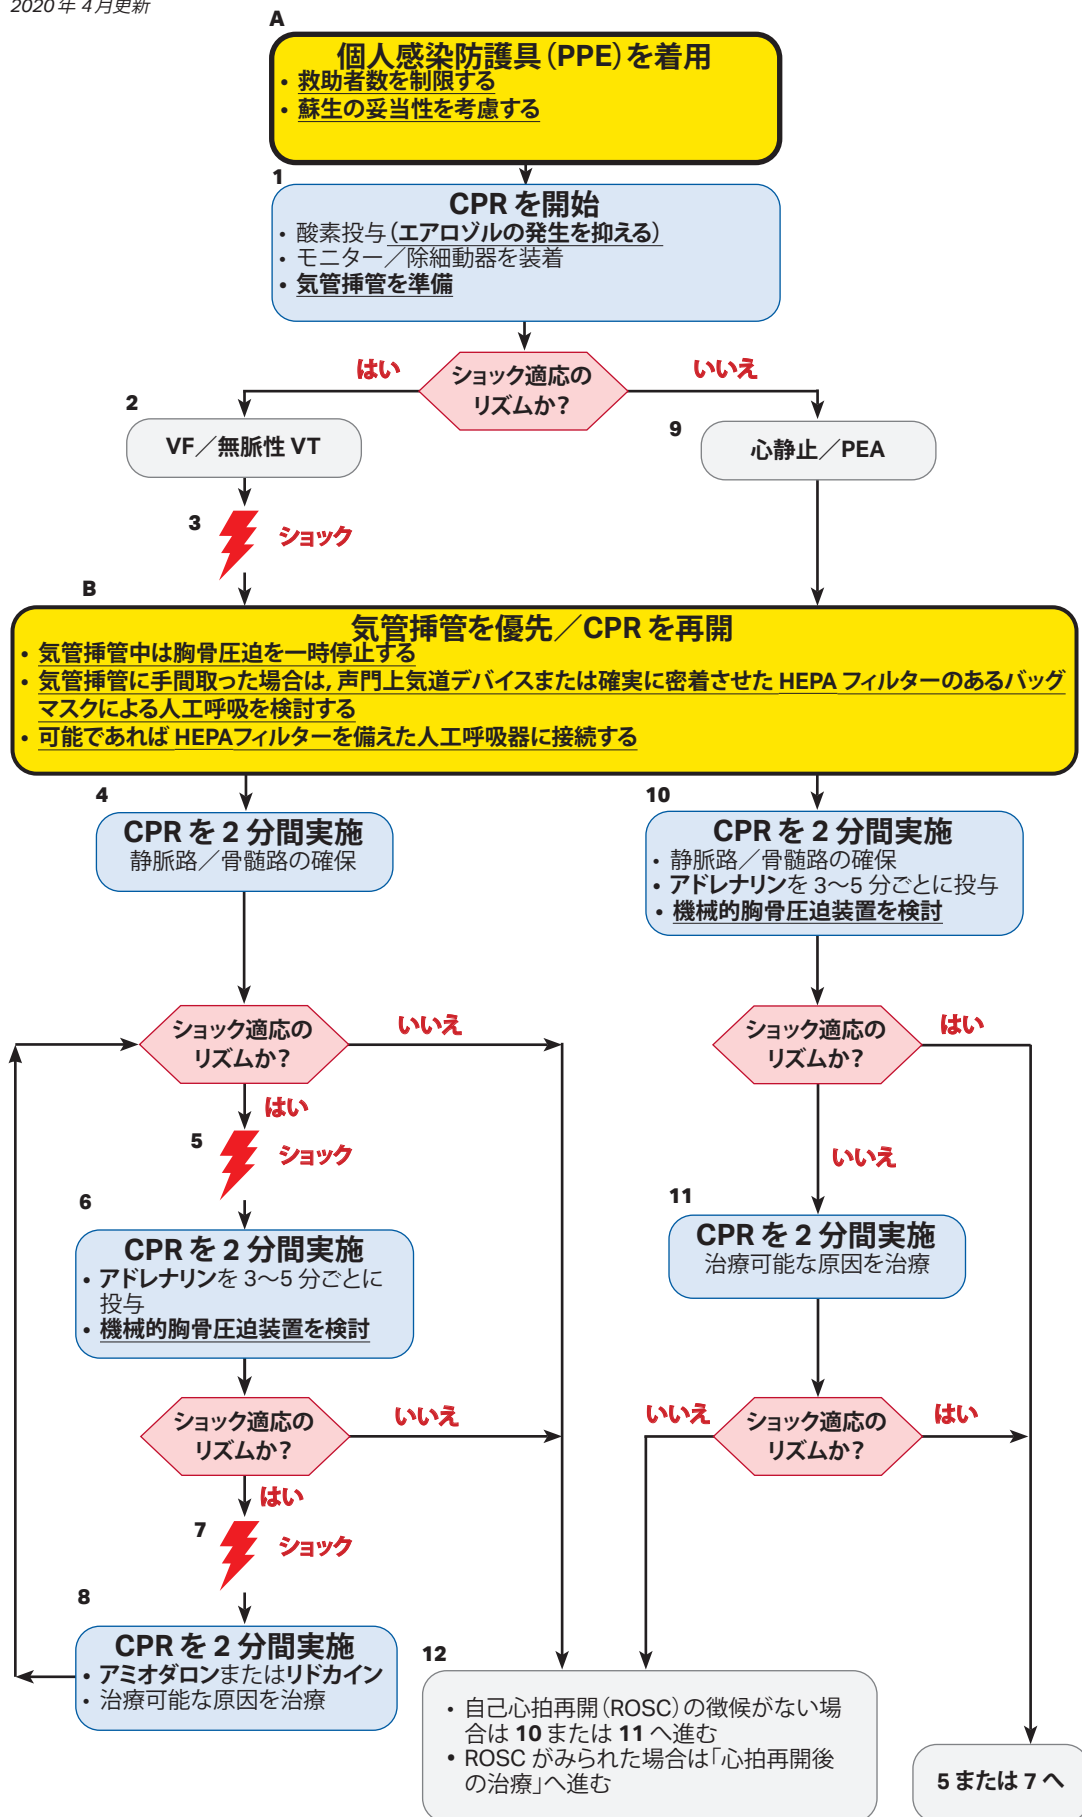 2020年 4月更新
A
個人感染防護具(PPE)を着用
• 救助者数を制限する
• 蘇生の妥当性を考慮する
1
CPR を開始
• 酸素投与(エアロゾルの発生を抑える)
• モニター／除細動器を装着
• 気管挿管を準備
はい
ショック適応の
リズムか？
いいえ
2
VF／無脈性 VT
9
心静止／PEA
3
ショック
B
気管挿管を優先／CPR を再開
• 気管挿管中は胸骨圧迫を一時停止する
• 気管挿管に手間取った場合は，声門上気道デバイスまたは確実に密着させた HEPA フィルターのあるバッグ
マスクによる人工呼吸を検討する
• 可能であれば HEPAフィルターを備えた人工呼吸器に接続する
4
CPR を 2 分間実施
静脈路／骨髄路の確保
10
CPR を 2 分間実施
• 静脈路／骨髄路の確保
• アドレナリンを 3〜5 分ごとに投与
• 機械的胸骨圧迫装置を検討
ショック適応の
リズムか？
いいえ
はい
ショック適応の
リズムか？
はい
いいえ
5
ショック
6
CPR を 2 分間実施
• アドレナリンを 3〜5 分ごとに
投与
• 機械的胸骨圧迫装置を検討
11
CPR を 2 分間実施
治療可能な原因を治療
ショック適応の
リズムか？
いいえ
はい
いいえ
ショック適応の
リズムか？
はい
7
ショック
8
CPR を 2 分間実施
• アミオダロンまたはリドカイン
• 治療可能な原因を治療
12
• 自己心拍再開(ROSC)の徴候がない場
合は 10 または 11 へ進む
• ROSC がみられた場合は「心拍再開後
の治療」へ進む
5 または 7 へ